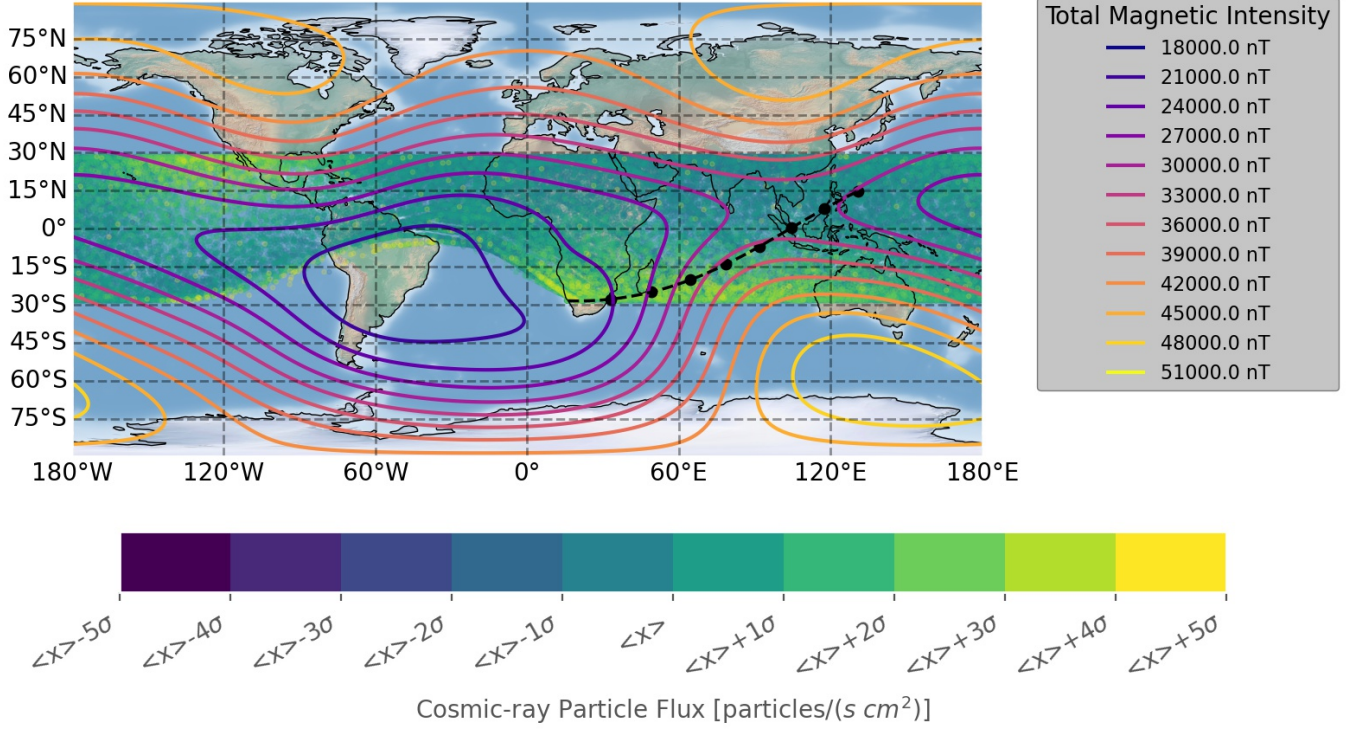 Total Magnetic Intensity
18000.0 nT
21000.0 nT
24000.0 nT
27000.0 nT
30000.0 nT
33000.0 nT
36000.0 nT
39000.0 nT
42000.0 nT
45000.0 nT
48000.0 nT
51000.0 nT
75°N
60°N
45°N
30°N
15°N
0°
15°S
30°S
45°S
60°S
75°S
180°W 120°W 60°W 0° 60°E 120°E 180°E
<x>-5σ <x>-4σ <x>-3σ <x>-2σ <x>-1σ <x> <x>+1σ <x>+2σ <x>+3σ <x>+4σ <x>+5σ
Cosmic-ray Particle Flux [particles/(s cm²)]